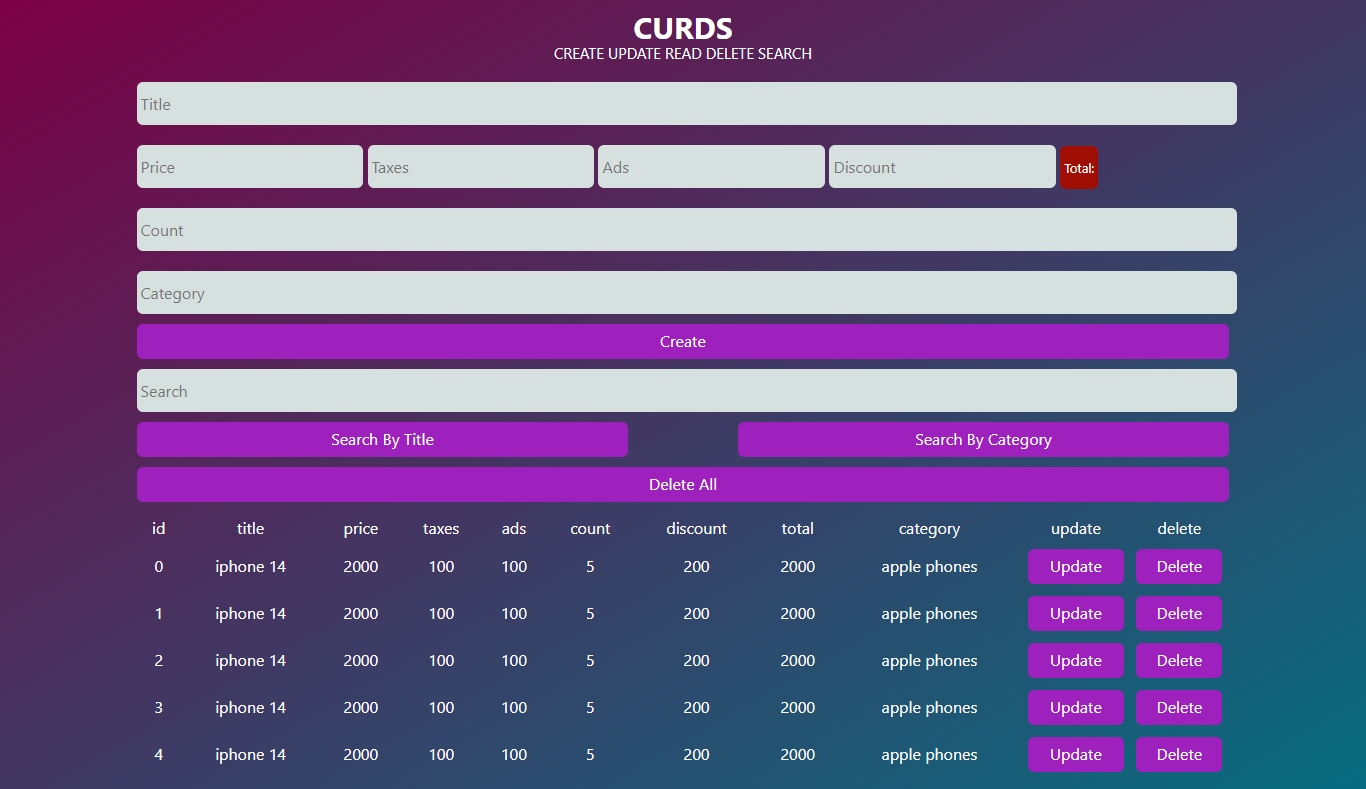 CURDS
CREATE UPDATE READ DELETE SEARCH
Title
Price Taxes Ads Discount Total:
Count
Category
Create
Search
Search By Title Search By Category
Delete All
id title price taxes ads count discount total category update delete
0 iphone 14 2000 100 100 5 200 2000 apple phones Update Delete
1 iphone 14 2000 100 100 5 200 2000 apple phones Update Delete
2 iphone 14 2000 100 100 5 200 2000 apple phones Update Delete
3 iphone 14 2000 100 100 5 200 2000 apple phones Update Delete
4 iphone 14 2000 100 100 5 200 2000 apple phones Update Delete